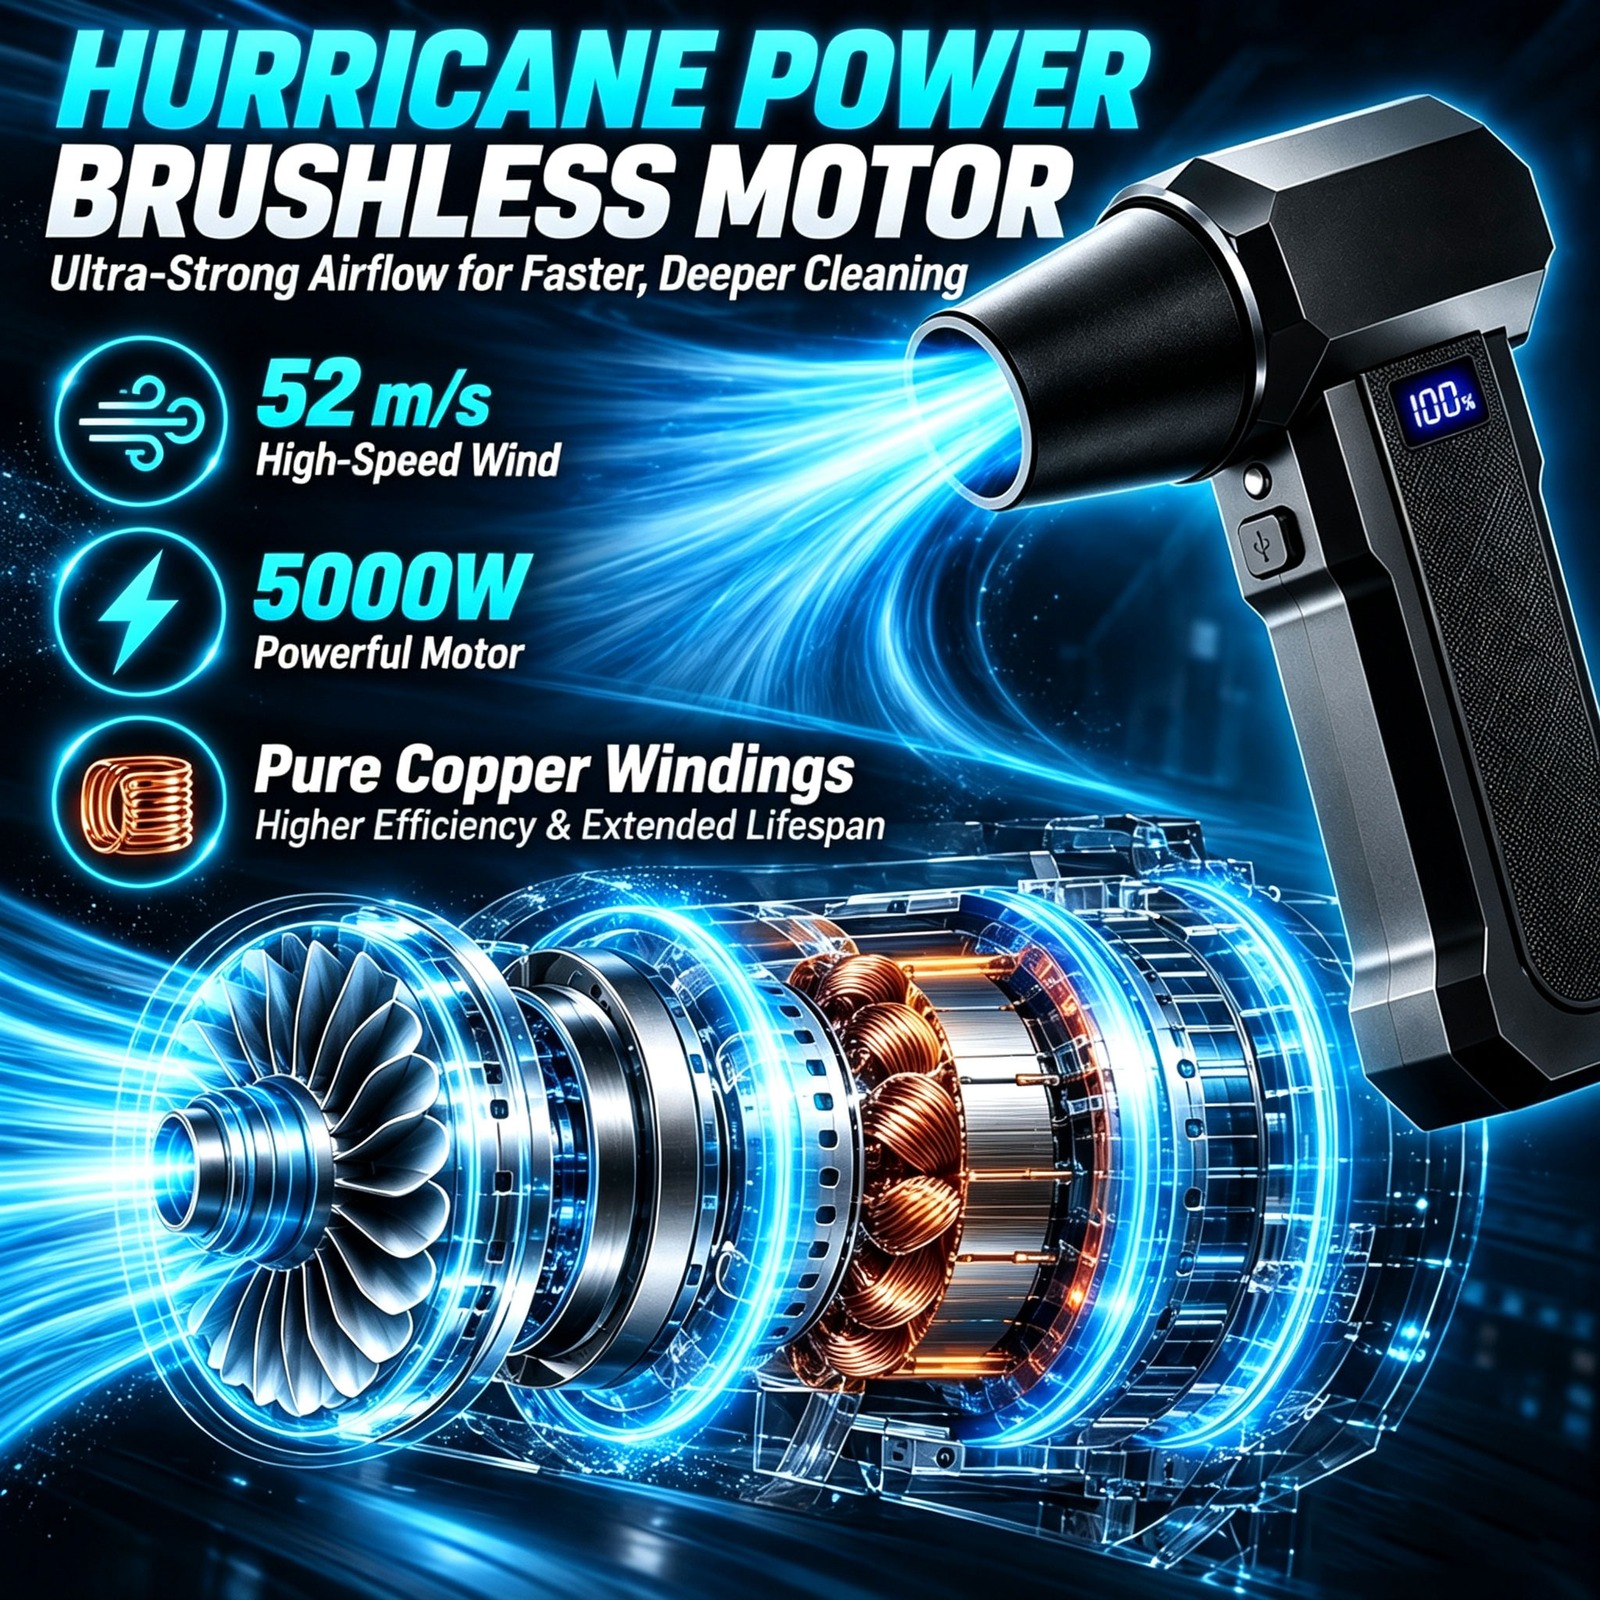 HURRICANE POWER
BRUSHLESS MOTOR
Ultra-Strong Airflow for Faster, Deeper Cleaning
52 m/s
High-Speed Wind
100%
5000W
Powerful Motor
Pure Copper Windings
Higher Efficiency & Extended Lifespan